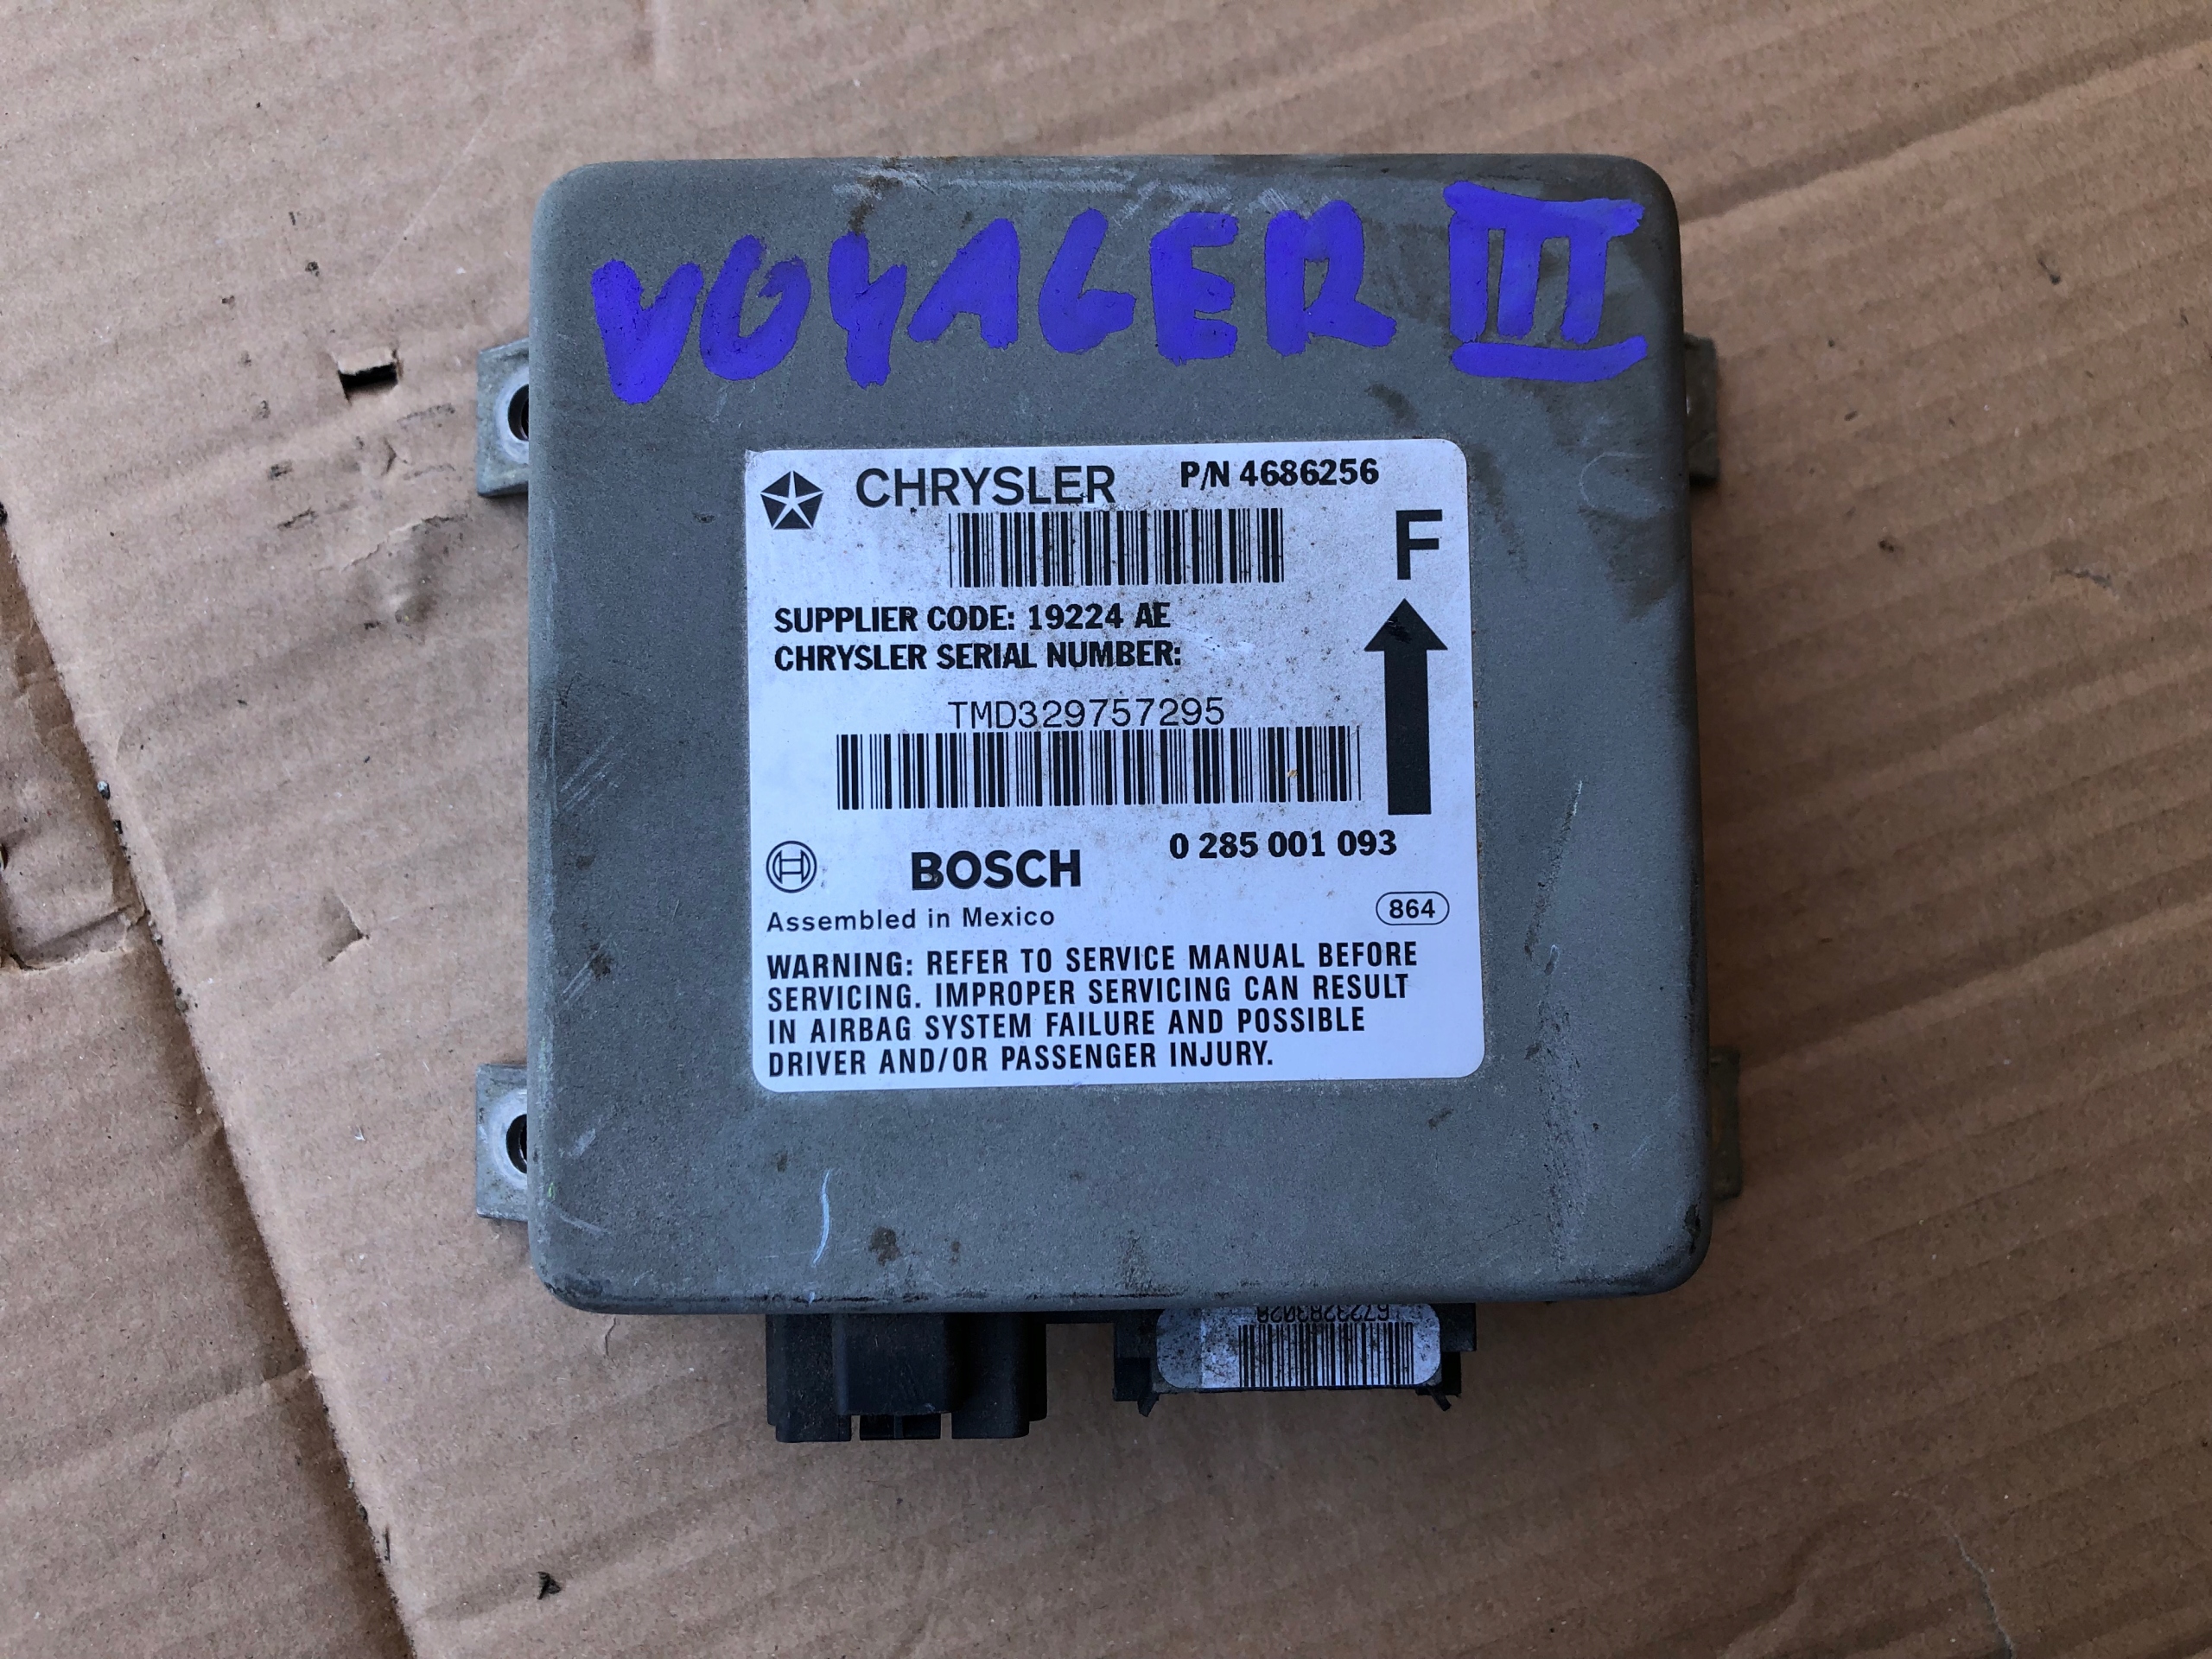 VOYAGER III
CHRYSLER P/N 4686256
F
SUPPLIER CODE: 19224 AE
CHRYSLER SERIAL NUMBER:
TMD329757295
BOSCH 0 285 001 093
Assembled in Mexico 864
WARNING: REFER TO SERVICE MANUAL BEFORE
SERVICING. IMPROPER SERVICING CAN RESULT
IN AIRBAG SYSTEM FAILURE AND POSSIBLE
DRIVER AND/OR PASSENGER INJURY.